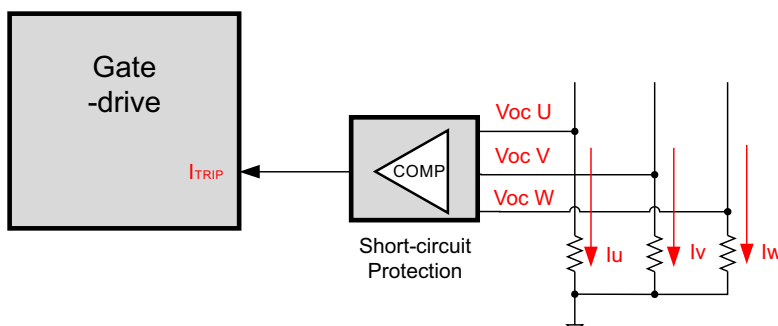 Gate
-drive
ITRIP
COMP
Short-circuit
Protection
Voc U
Voc V
Voc W
Iu
Iv
Iw